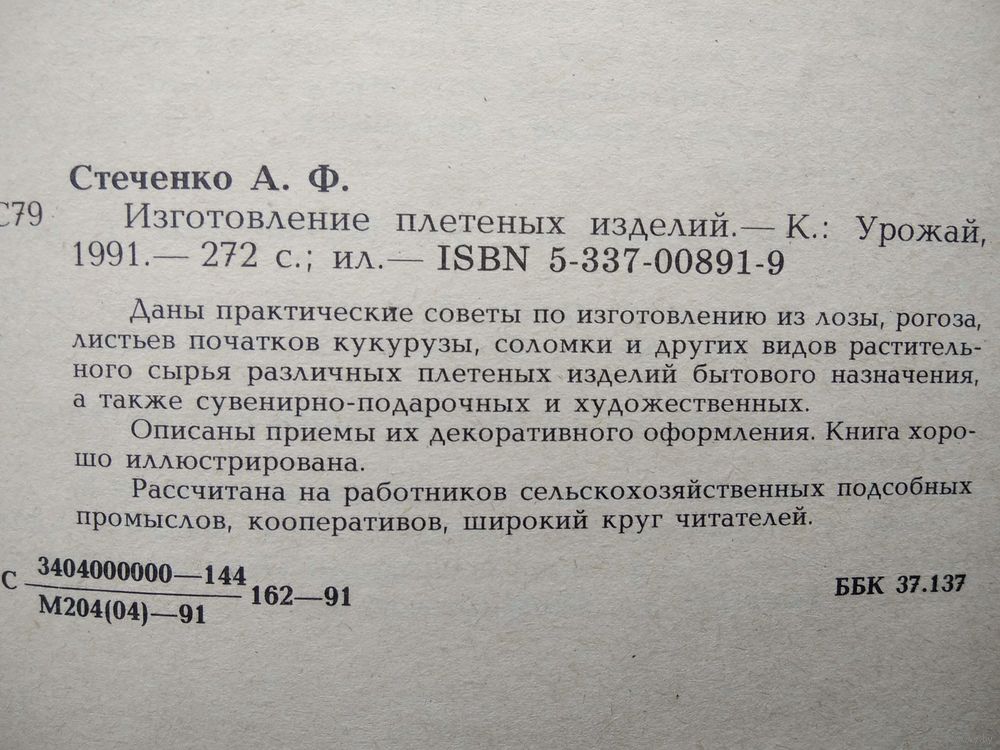 Стеченко А. Ф.
С79 Изготовление плетеных изделий.— К.: Урожай,
1991.— 272 с.; ил.— ISBN 5-337-00891-9
Даны практические советы по изготовлению из лозы, рогоза,
листьев початков кукурузы, соломки и других видов раститель-
ного сырья различных плетеных изделий бытового назначения,
а также сувенирно-подарочных и художественных.
Описаны приемы их декоративного оформления. Книга хоро-
шо иллюстрирована.
Рассчитана на работников сельскохозяйственных подсобных
промыслов, кооперативов, широкий круг читателей.
С 3404000000—144
М204(04)—91 162—91
ББК 37.137